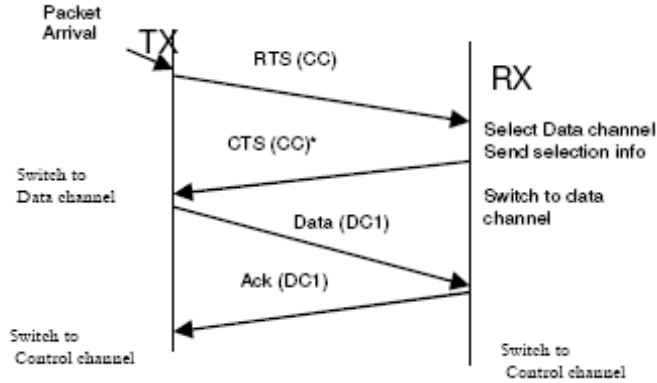 Packet
Arrival
TX
RTS (CC)
RX
Select Data channel
Send selection info
CTS (CC)*
Switch to
Data channel
Switch to data
channel
Data (DC1)
Ack (DC1)
Switch to
Control channel
Switch to
Control channel